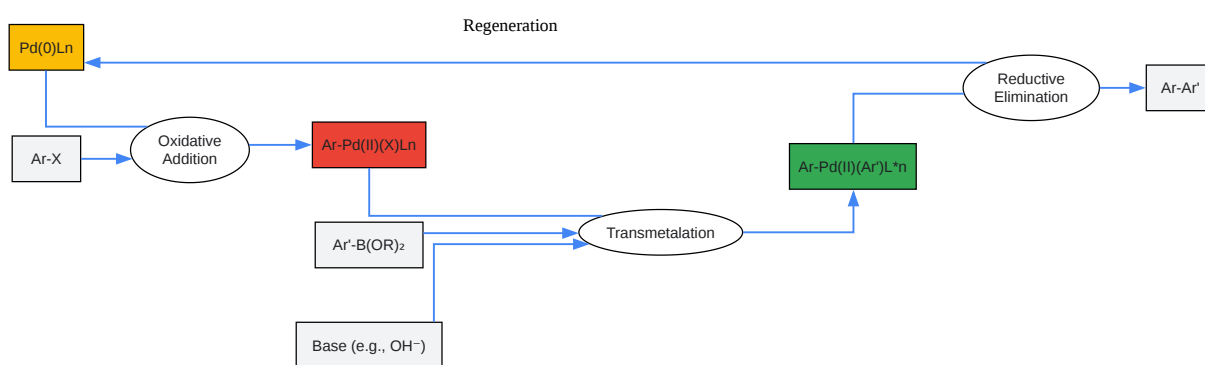 Regeneration
Pd(0)Ln
Reductive
Elimination
Ar-Ar'
Oxidative
Addition
Ar-Pd(II)(X)Ln
Ar-X
Ar-Pd(II)(Ar')L*n
Ar'-B(OR)₂
Transmetalation
Base (e.g., OH⁻)